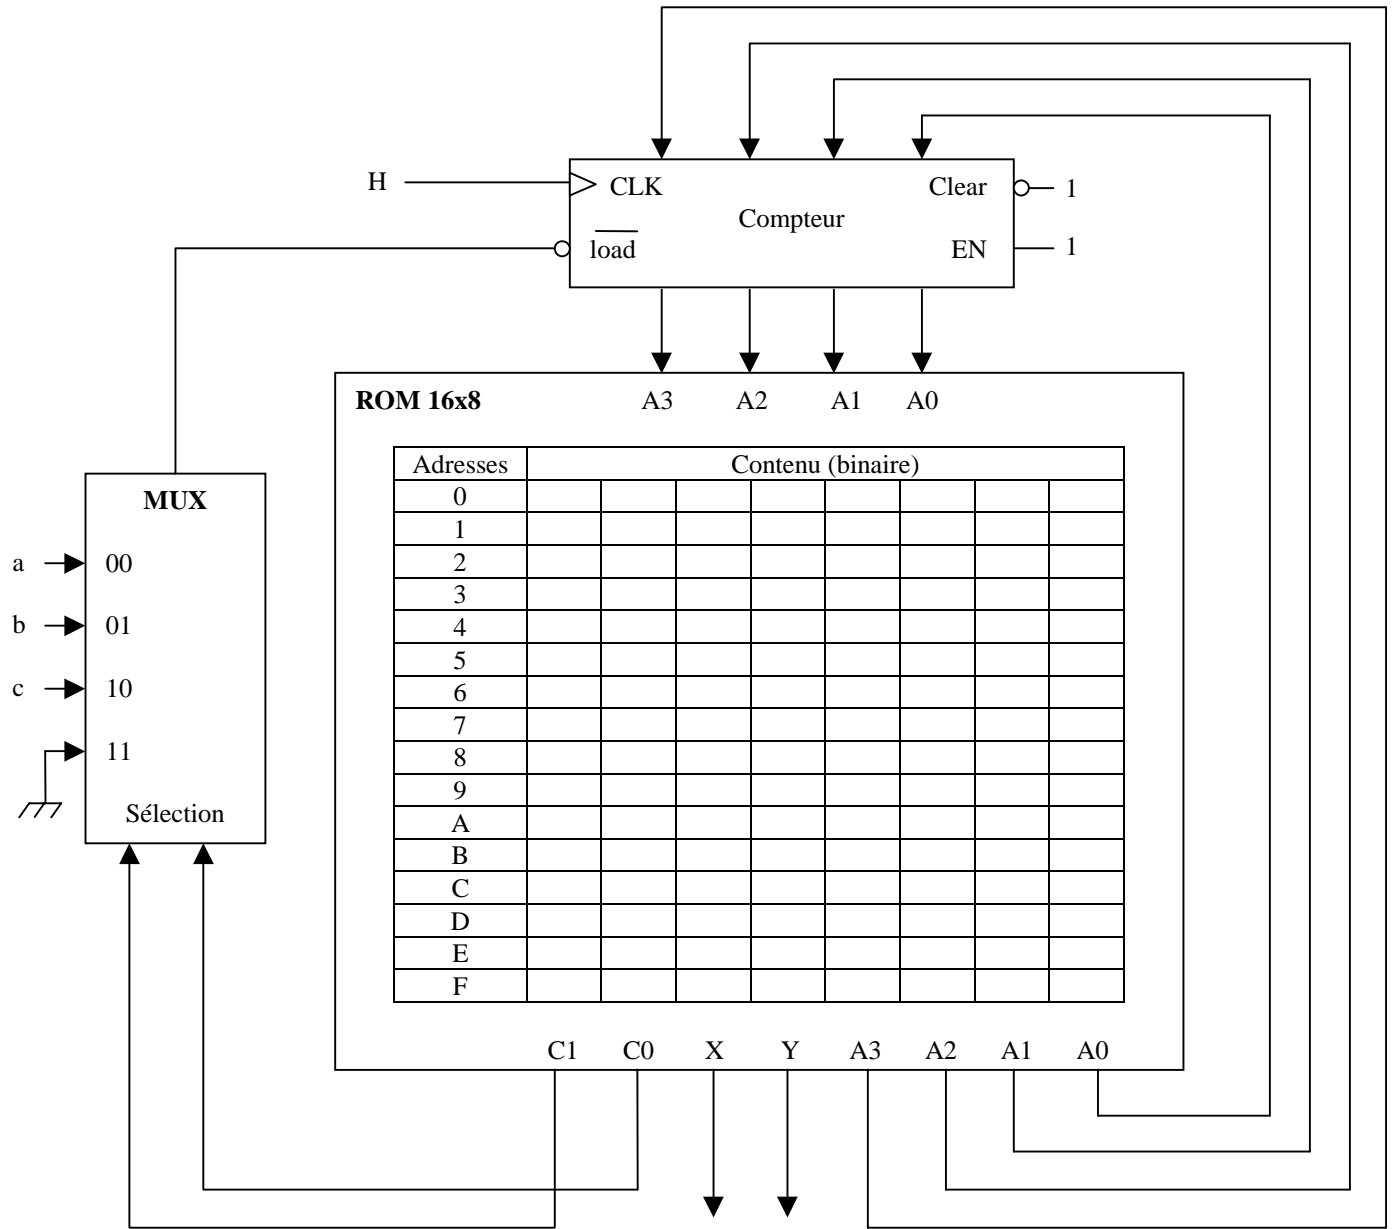 H
CLK
Clear
1
Compteur
load
EN
1
ROM 16x8
A3 A2 A1 A0
Adresses Contenu (binaire)
0
1
2
3
4
5
6
7
8
9
A
B
C
D
E
F
MUX
a 00
b 01
c 10
11
Sélection
C1 C0 X Y A3 A2 A1 A0